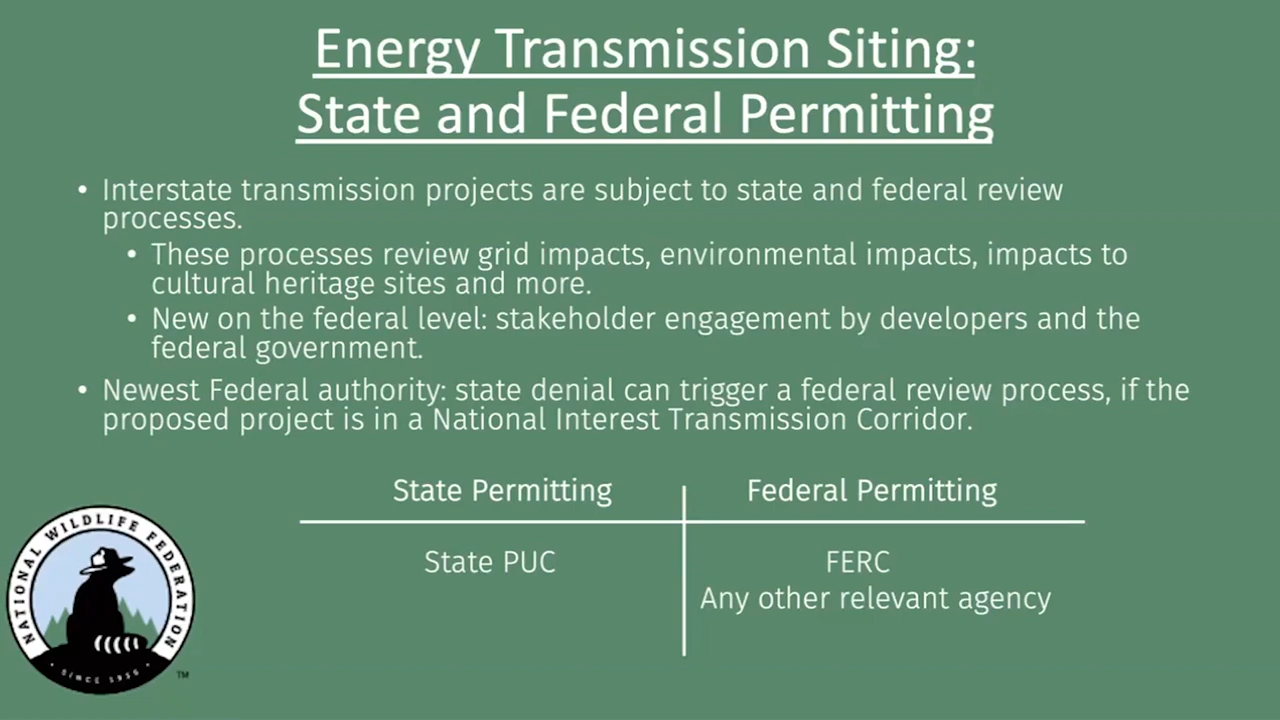 Energy Transmission Siting:
State and Federal Permitting
• Interstate transmission projects are subject to state and federal review
processes.
• These processes review grid impacts, environmental impacts, impacts to
cultural heritage sites and more.
• New on the federal level: stakeholder engagement by developers and the
federal government.
• Newest Federal authority: state denial can trigger a federal review process, if the
proposed project is in a National Interest Transmission Corridor.
State Permitting
Federal Permitting
State PUC
FERC
Any other relevant agency
NATIONAL WILDLIFE FEDERATION
• SINCE 1936 •
TM